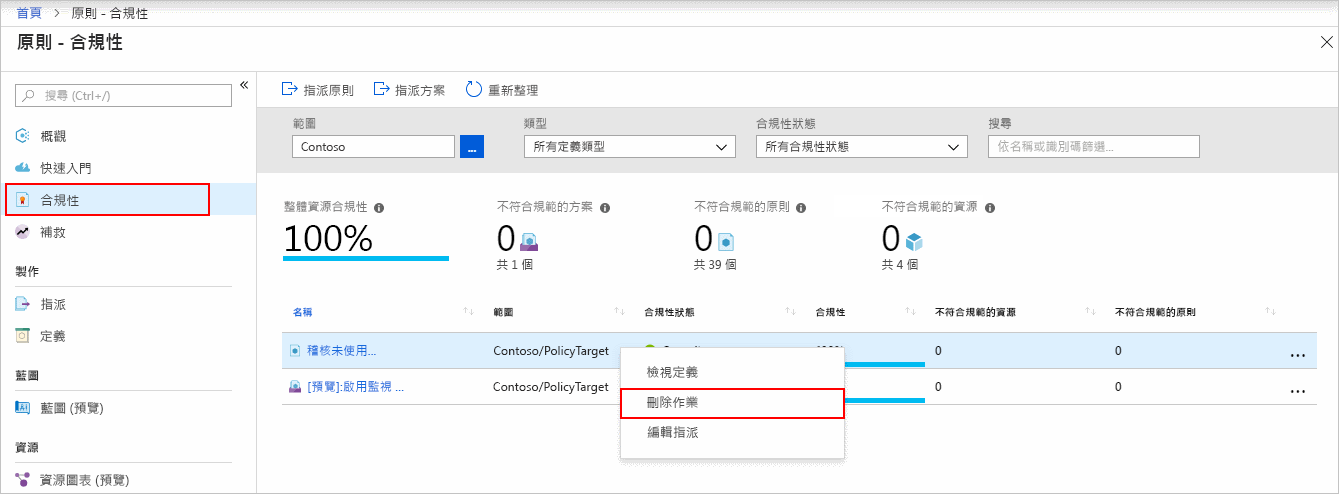 首頁 > 原則 - 合規性
原則 - 合規性
搜尋 (Ctrl+/)
概觀
快速入門
合規性
補救
製作
指派
定義
藍圖
藍圖 (預覽)
資源
資源圖表 (預覽)
指派原則 指派方案 重新整理
範圍 類型 合規性狀態 搜尋
Contoso ... 所有定義類型 所有合規性狀態 依名稱或識別碼篩選...
整體資源合規性 不符合規範的方案 不符合規範的原則 不符合規範的資源
100% 0 0 0
共 1 個 共 39 個 共 4 個
名稱 範圍 合規性狀態 合規性 不符合規範的資源 不符合規範的原則
稽核未使用... Contoso/PolicyTarget 0 0 ...
[預覽]:啟用監視 ... Contoso/PolicyTarget 0 0 ...
檢視定義
刪除作業
編輯指派